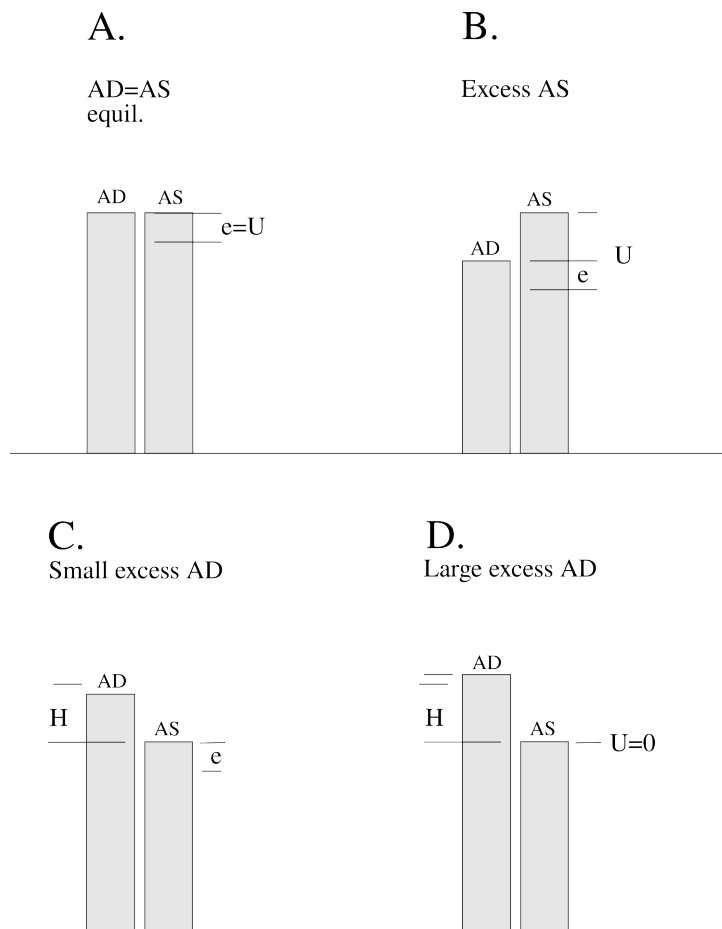 A.
AD=AS
equil.
AD
AS
e=U
B.
Excess AS
AD
AS
U
e
C.
Small excess AD
AD
H
AS
e
D.
Large excess AD
AD
H
AS
U=0